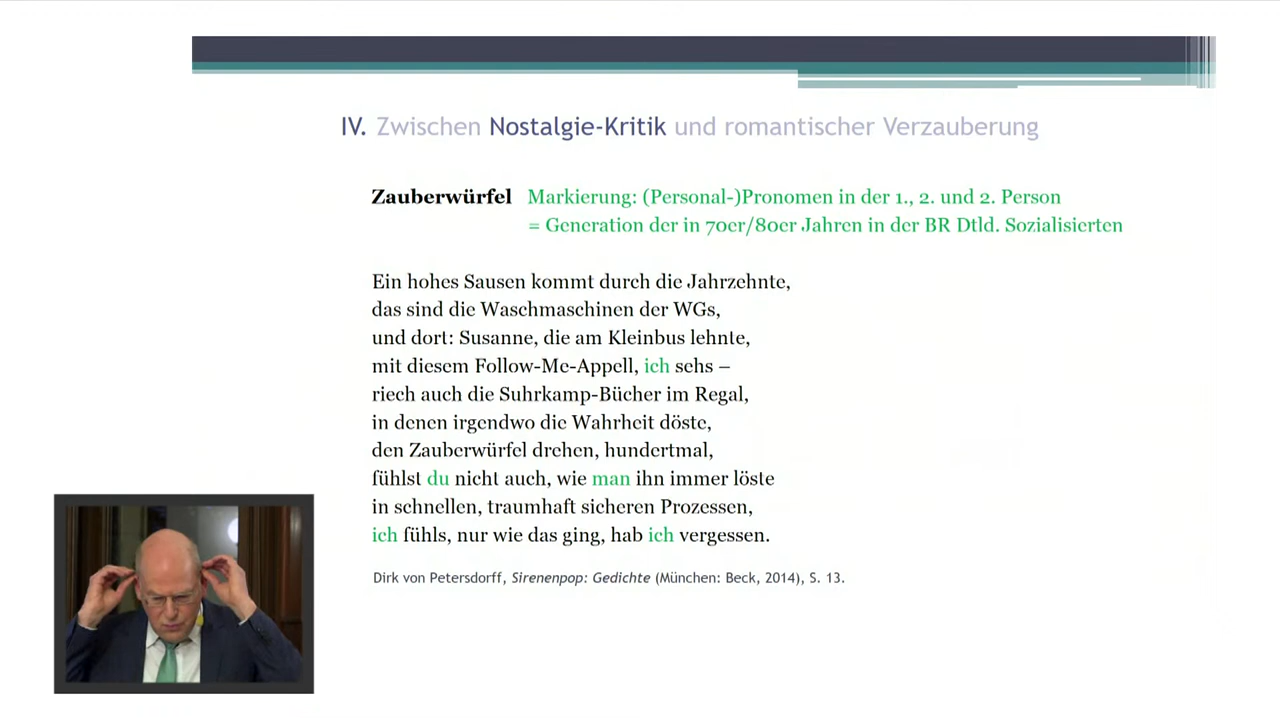 IV. Zwischen Nostalgie-Kritik und romantischer Verzauberung
Zauberwürfel Markierung: (Personal-)Pronomen in der 1., 2. und 2. Person
= Generation der in 70er/80er Jahren in der BR Dtld. Sozialisierten
Ein hohes Sausen kommt durch die Jahrzehnte,
das sind die Waschmaschinen der WGs,
und dort: Susanne, die am Kleinbus lehnte,
mit diesem Follow-Me-Appell, ich sehs –
riech auch die Suhrkamp-Bücher im Regal,
in denen irgendwo die Wahrheit döste,
den Zauberwürfel drehen, hundertmal,
fühlst du nicht auch, wie man ihn immer löste
in schnellen, traumhaft sicheren Prozessen,
ich fühls, nur wie das ging, hab ich vergessen.
Dirk von Petersdorff, Sirenenpop: Gedichte (München: Beck, 2014), S. 13.